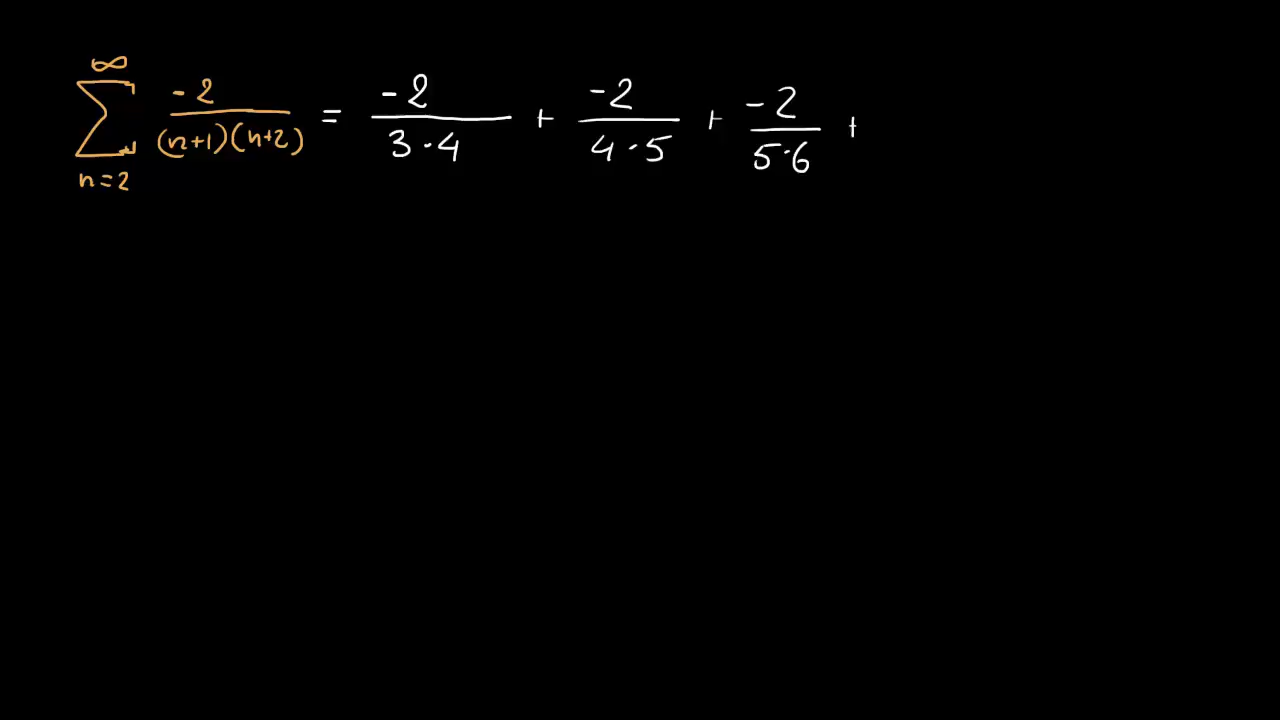 ∞
∑ -2/((n+1)(n+2)) = -2/(3·4) + -2/(4·5) + -2/(5·6) +
n=2